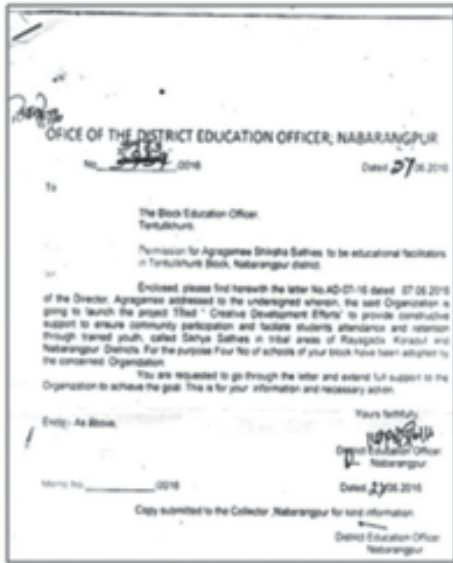 OFICE OF THE DISTRICT EDUCATION OFFICER, NABARANGPUR
No /2016 Dated 27/06.2016
To
The Block Education Officer,
Tentulikhunti.
Permission for Agragamee Shiksha Sathies to be educational facilitators
in Tentulikhunti Block, Nabarangpur district.
Sir
Enclosed, please find herewith the letter No.AD-07-16 dated 07.06.2016
of the Director, Agragamee addressed to the undersigned wherein, the said Organization is
going to launch the project Titled " Creative Development Efforts" to provide constructive
support to ensure community participation and facilitate students attendance and retention
through trained youth, called Sikhya Sathies in tribal areas of Rayagada, Koraput and
Nabarangpur Districts. For the purpose Four No of schools of your block have been adopted by
the concerned Organization.
You are requested to go through the letter and extend full support to the
Organization to achieve the goal. This is for your information and necessary action.
Yours faithfully,
Enclo:- As Above.
District Education Officer
Nabarangpur
Memo No. /2016 Dated 27/06.2016
Copy submitted to the Collector ,Nabarangpur for kind information.
District Education Officer
Nabarangpur